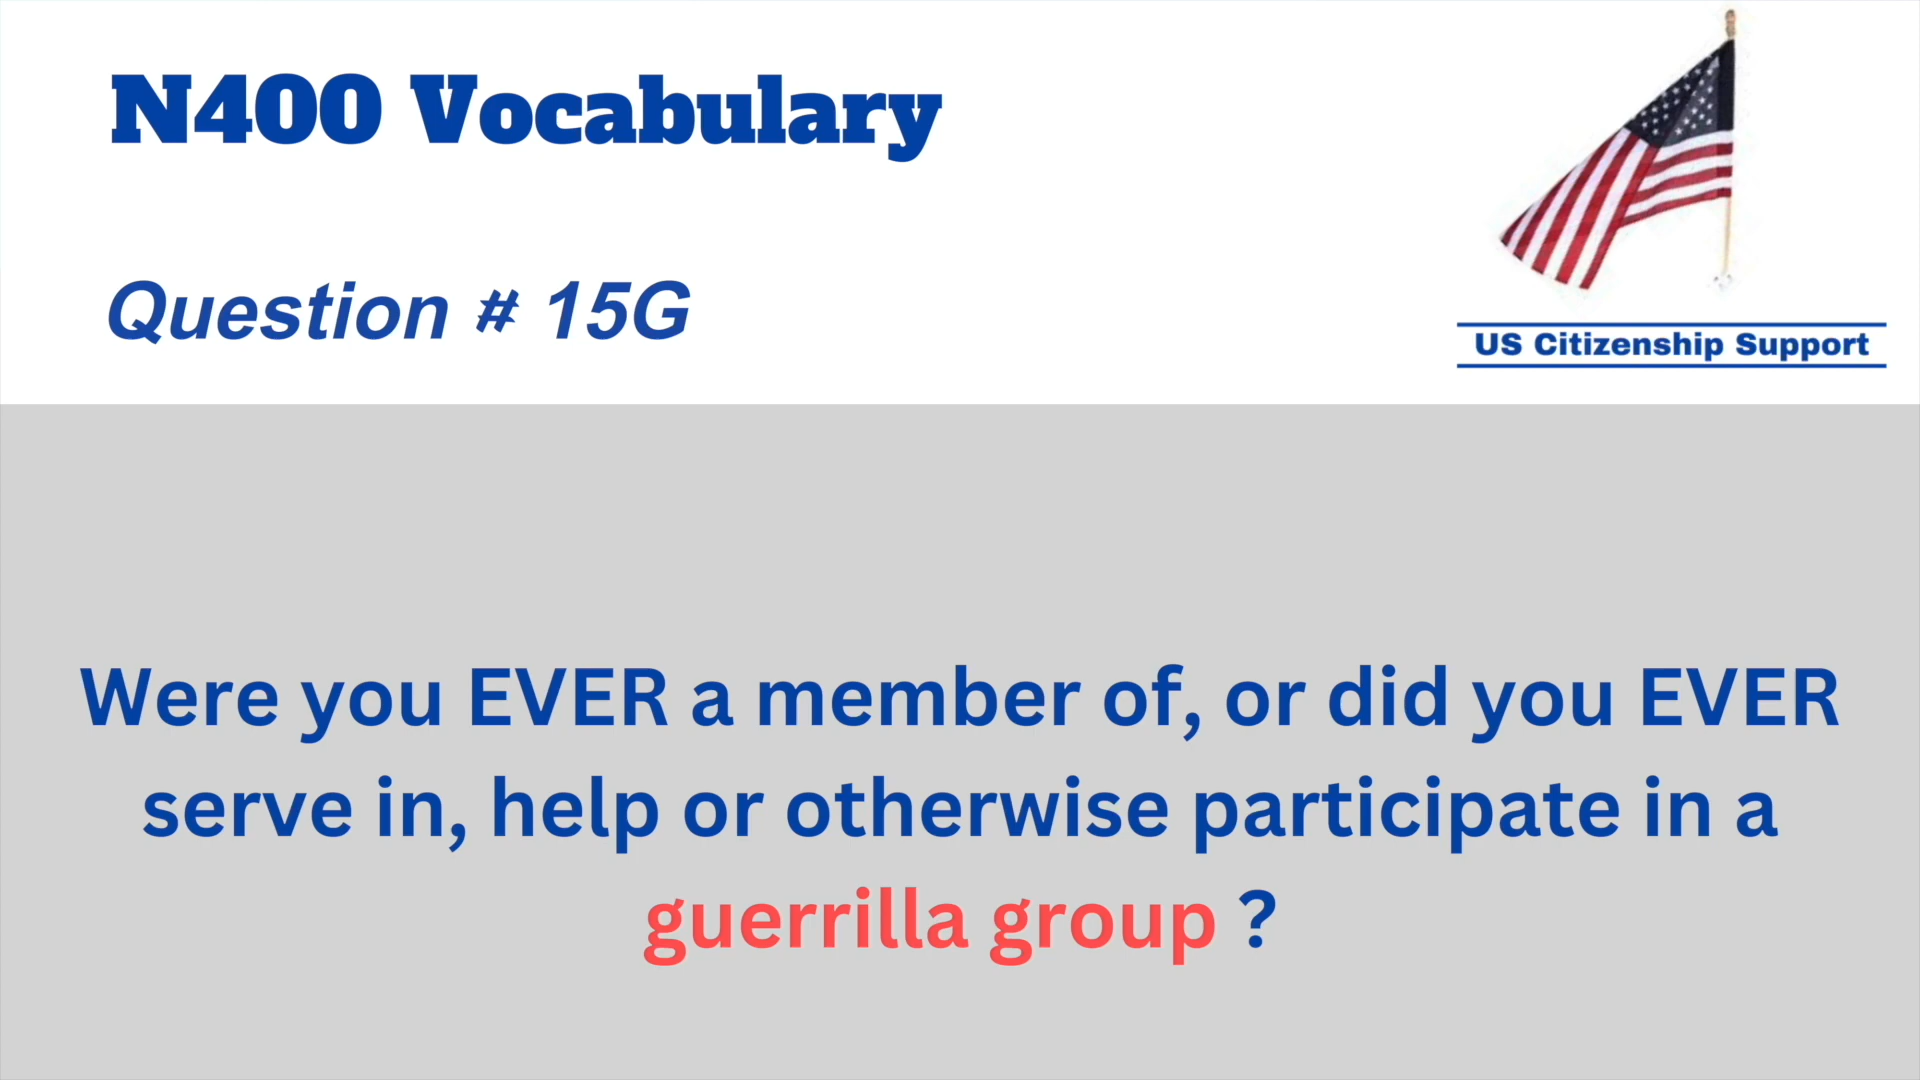 N400 Vocabulary
Question # 15G
US Citizenship Support
Were you EVER a member of, or did you EVER
serve in, help or otherwise participate in a
guerrilla group ?